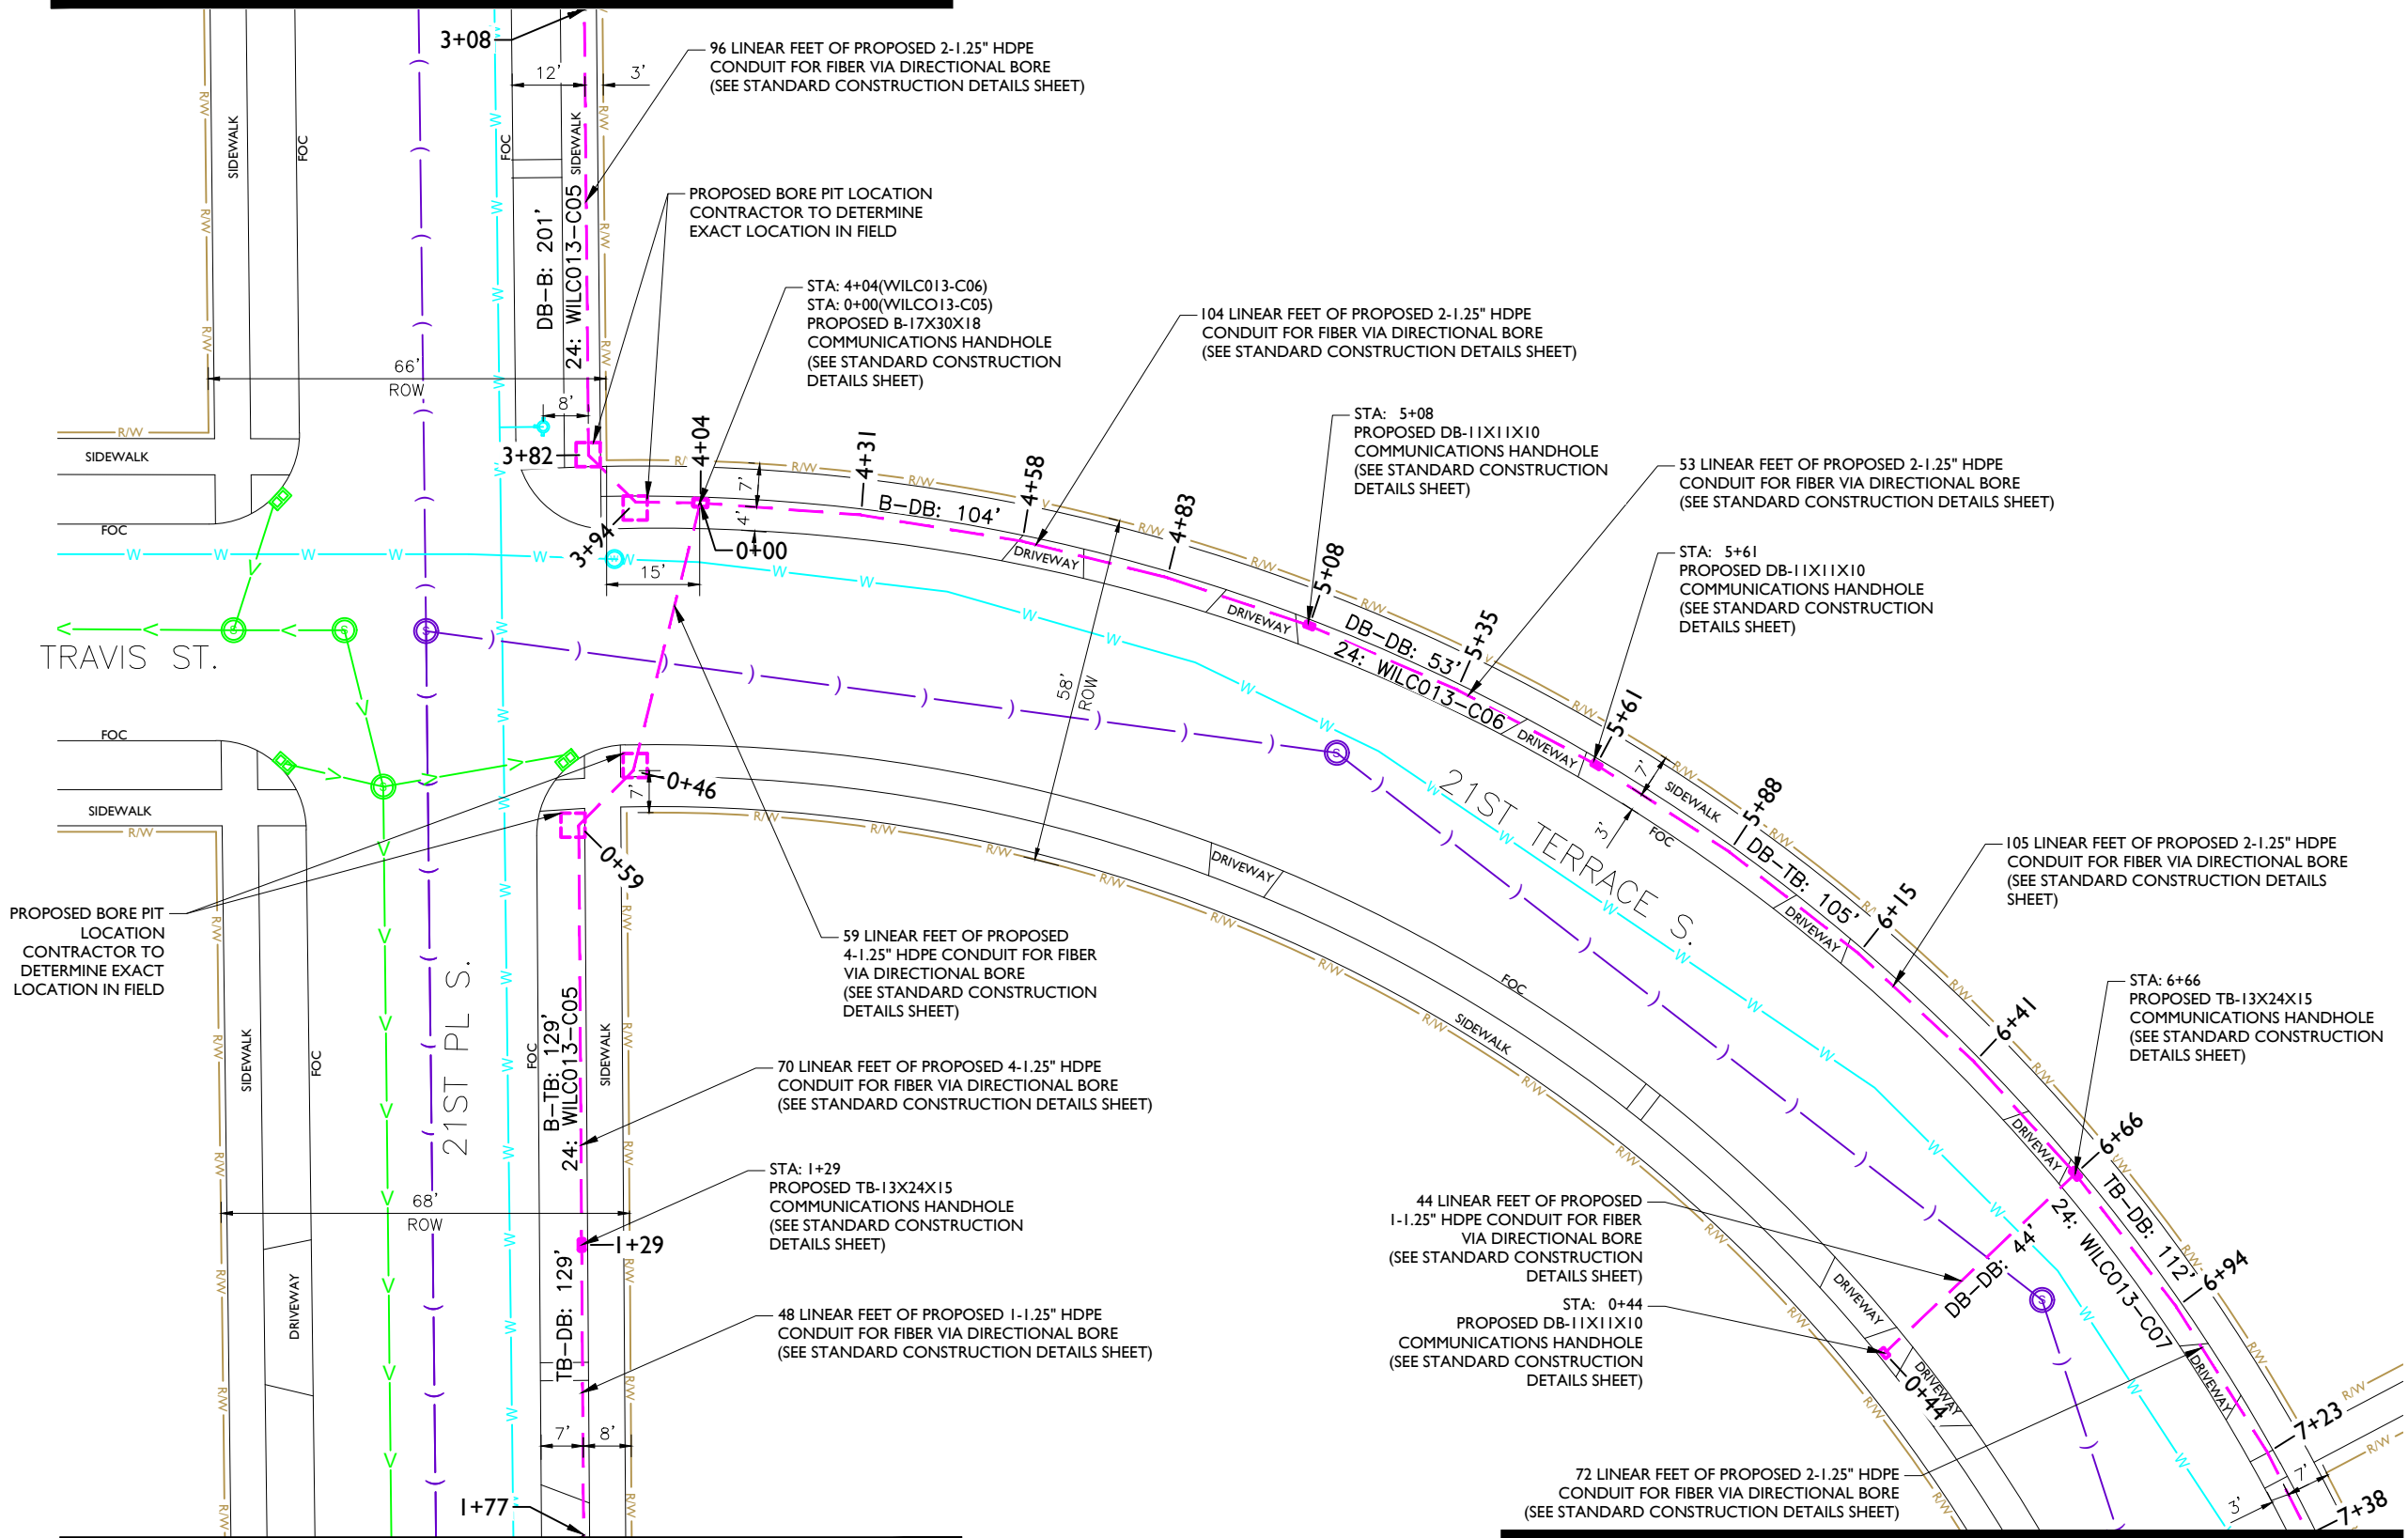 3+08
96 LINEAR FEET OF PROPOSED 2-1.25" HDPE
CONDUIT FOR FIBER VIA DIRECTIONAL BORE
(SEE STANDARD CONSTRUCTION DETAILS SHEET)
12'
3'
R/W
SIDEWALK
FOC
FOC
SIDEWALK
R/W
W
DB-B: 201'
24: WILC013-C05
PROPOSED BORE PIT LOCATION
CONTRACTOR TO DETERMINE
EXACT LOCATION IN FIELD
STA: 4+04(WILC013-C06)
STA: 0+00(WILCO13-C05)
PROPOSED B-17X30X18
COMMUNICATIONS HANDHOLE
(SEE STANDARD CONSTRUCTION
DETAILS SHEET)
104 LINEAR FEET OF PROPOSED 2-1.25" HDPE
CONDUIT FOR FIBER VIA DIRECTIONAL BORE
(SEE STANDARD CONSTRUCTION DETAILS SHEET)
66'
ROW
8'
R/W
SIDEWALK
3+82
4+04
7'
R/W
4+31
R/W
4+58
4+83
R/W
B-DB: 104'
4'
STA: 5+08
PROPOSED DB-11X11X10
COMMUNICATIONS HANDHOLE
(SEE STANDARD CONSTRUCTION
DETAILS SHEET)
53 LINEAR FEET OF PROPOSED 2-1.25" HDPE
CONDUIT FOR FIBER VIA DIRECTIONAL BORE
(SEE STANDARD CONSTRUCTION DETAILS SHEET)
FOC
3+94
0+00
15'
DRIVEWAY
DRIVEWAY
5+08
STA: 5+61
PROPOSED DB-11X11X10
COMMUNICATIONS HANDHOLE
(SEE STANDARD CONSTRUCTION
DETAILS SHEET)
TRAVIS ST.
58'
ROW
DB-DB: 53'
24: WILC013-C06
5+35
DRIVEWAY
5+61
FOC
7'
SIDEWALK
3'
FOC
5+88
21ST TERRACE S.
0+46
7'
SIDEWALK
R/W
0+59
R/W
DRIVEWAY
DB-TB: 105'
DRIVEWAY
6+15
105 LINEAR FEET OF PROPOSED 2-1.25" HDPE
CONDUIT FOR FIBER VIA DIRECTIONAL BORE
(SEE STANDARD CONSTRUCTION DETAILS
SHEET)
PROPOSED BORE PIT
LOCATION
CONTRACTOR TO
DETERMINE EXACT
LOCATION IN FIELD
59 LINEAR FEET OF PROPOSED
4-1.25" HDPE CONDUIT FOR FIBER
VIA DIRECTIONAL BORE
(SEE STANDARD CONSTRUCTION
DETAILS SHEET)
FOC
SIDEWALK
6+41
STA: 6+66
PROPOSED TB-13X24X15
COMMUNICATIONS HANDHOLE
(SEE STANDARD CONSTRUCTION
DETAILS SHEET)
21ST PL S.
SIDEWALK
FOC
FOC
B-TB: 129'
24: WILC013-C05
SIDEWALK
70 LINEAR FEET OF PROPOSED 4-1.25" HDPE
CONDUIT FOR FIBER VIA DIRECTIONAL BORE
(SEE STANDARD CONSTRUCTION DETAILS SHEET)
DRIVEWAY
6+66
68'
ROW
STA: 1+29
PROPOSED TB-13X24X15
COMMUNICATIONS HANDHOLE
(SEE STANDARD CONSTRUCTION
DETAILS SHEET)
1+29
44 LINEAR FEET OF PROPOSED
1-1.25" HDPE CONDUIT FOR FIBER
VIA DIRECTIONAL BORE
(SEE STANDARD CONSTRUCTION
DETAILS SHEET)
TB-DB: 112'
24: WILC013-C07
6+94
DB-DB: 44'
DRIVEWAY
STA: 0+44
PROPOSED DB-11X11X10
COMMUNICATIONS HANDHOLE
(SEE STANDARD CONSTRUCTION
DETAILS SHEET)
DRIVEWAY
TB-DB: 129'
48 LINEAR FEET OF PROPOSED 1-1.25" HDPE
CONDUIT FOR FIBER VIA DIRECTIONAL BORE
(SEE STANDARD CONSTRUCTION DETAILS SHEET)
DRIVEWAY
0+44
DRIVEWAY
7+23
R/W
7'
8'
1+77
72 LINEAR FEET OF PROPOSED 2-1.25" HDPE
CONDUIT FOR FIBER VIA DIRECTIONAL BORE
(SEE STANDARD CONSTRUCTION DETAILS SHEET)
7'
3'
7+38